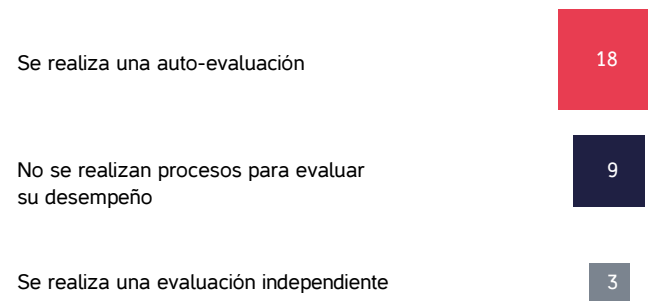 Se realiza una auto-evaluación
18
No se realizan procesos para evaluar
su desempeño
9
Se realiza una evaluación independiente
3